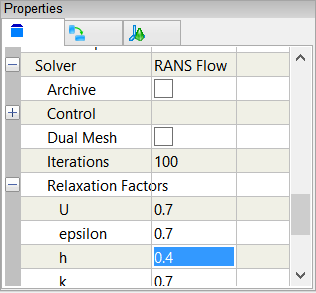 Properties
Solver RANS Flow
Archive
Control
Dual Mesh
Iterations 100
Relaxation Factors
U 0.7
epsilon 0.7
h 0.4
k 0.7